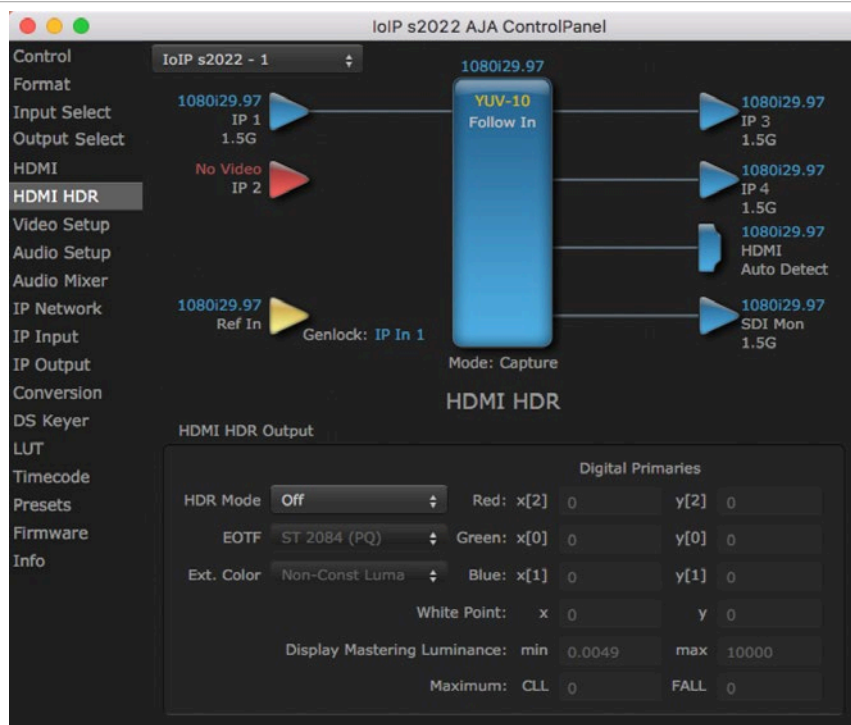 IoIP s2022 AJA ControlPanel
Control
Format
Input Select
Output Select
HDMI
HDMI HDR
Video Setup
Audio Setup
Audio Mixer
IP Network
IP Input
IP Output
Conversion
DS Keyer
LUT
Timecode
Presets
Firmware
Info
IoIP s2022 - 1
1080i29.97
1080i29.97
IP 1
1.5G
No Video
IP 2
1080i29.97
Ref In
Genlock: IP In 1
YUV-10
Follow In
Mode: Capture
1080i29.97
IP 3
1.5G
1080i29.97
IP 4
1.5G
1080i29.97
HDMI
Auto Detect
1080i29.97
SDI Mon
1.5G
HDMI HDR
HDMI HDR Output
Digital Primaries
HDR Mode Off Red: x[2] 0 y[2] 0
EOTF ST 2084 (PQ) Green: x[0] 0 y[0] 0
Ext. Color Non-Const Luma Blue: x[1] 0 y[1] 0
White Point: x 0 y 0
Display Mastering Luminance: min 0.0049 max 10000
Maximum: CLL 0 FALL 0